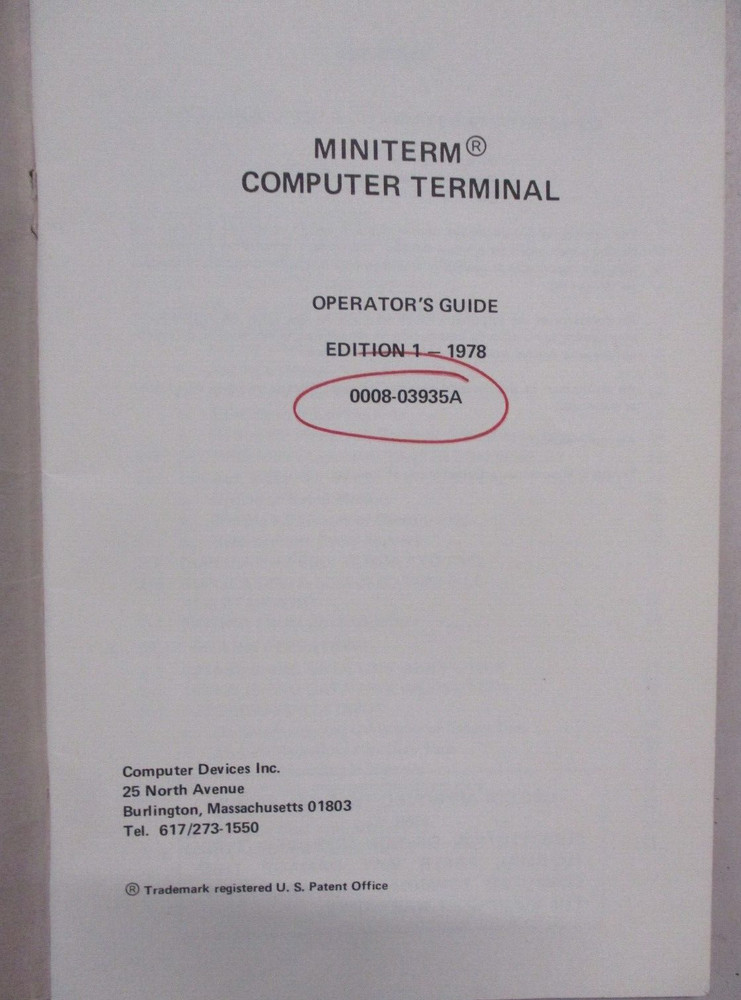 MINITERM®
COMPUTER TERMINAL
OPERATOR'S GUIDE
EDITION 1 — 1978
0008-03935A
Computer Devices Inc.
25 North Avenue
Burlington, Massachusetts 01803
Tel. 617/273-1550
® Trademark registered U. S. Patent Office